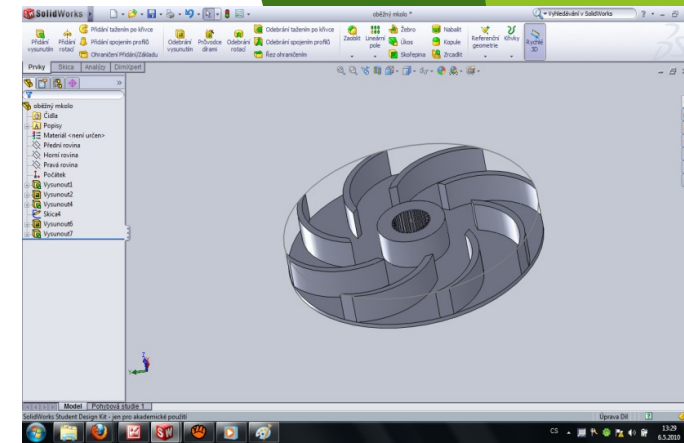 SolidWorks
oběžný mkolo *
Vyhledávání v SolidWorks
Přidání vysunutím
Přidání rotací
Přidání tažením po křivce
Přidání spojením profilů
Ohraničení Přidání/Základu
Odebrání vysunutím
Průvodce dírami
Odebrání rotací
Odebrání tažením po křivce
Odebrání spojením profilů
Řez ohraničením
Zaoblit
Lineární pole
Žebro
Úkos
Skořepina
Nabalit
Kopule
Zrcadlit
Referenční geometrie
Křivky
Rychlé 3D
Prvky
Skica
Analýzy
DimXpert
oběžný mkolo
Čidla
Popisy
Materiál <není určen>
Přední rovina
Horní rovina
Pravá rovina
Počátek
Vysunout1
Vysunout2
Vysunout4
Skica4
Vysunout6
Vysunout7
Model
Pohybová studie 1
SolidWorks Student Design Kit - jen pro akademické použití
Úprava Díl
CS
13:29
6.5.2010